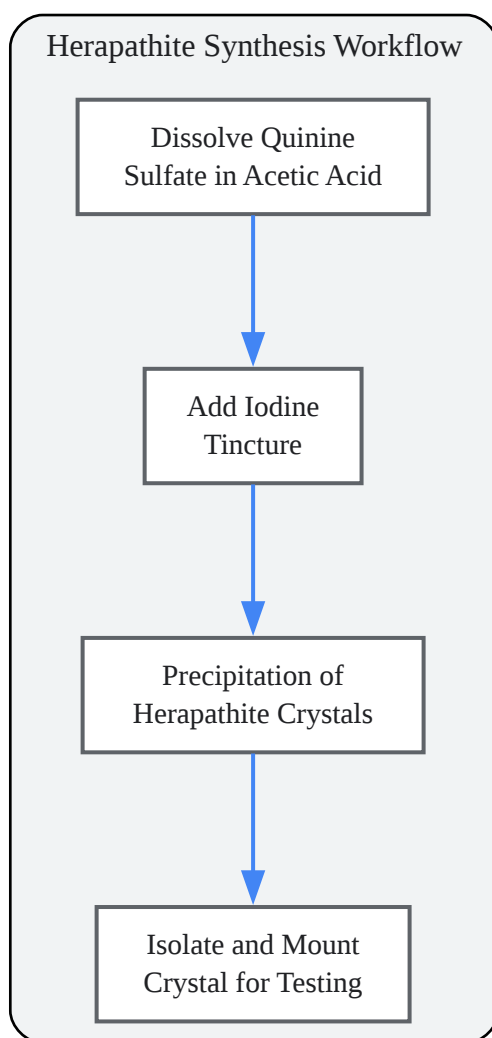 Herapathite Synthesis Workflow
Dissolve Quinine
Sulfate in Acetic Acid
Add Iodine
Tincture
Precipitation of
Herapathite Crystals
Isolate and Mount
Crystal for Testing